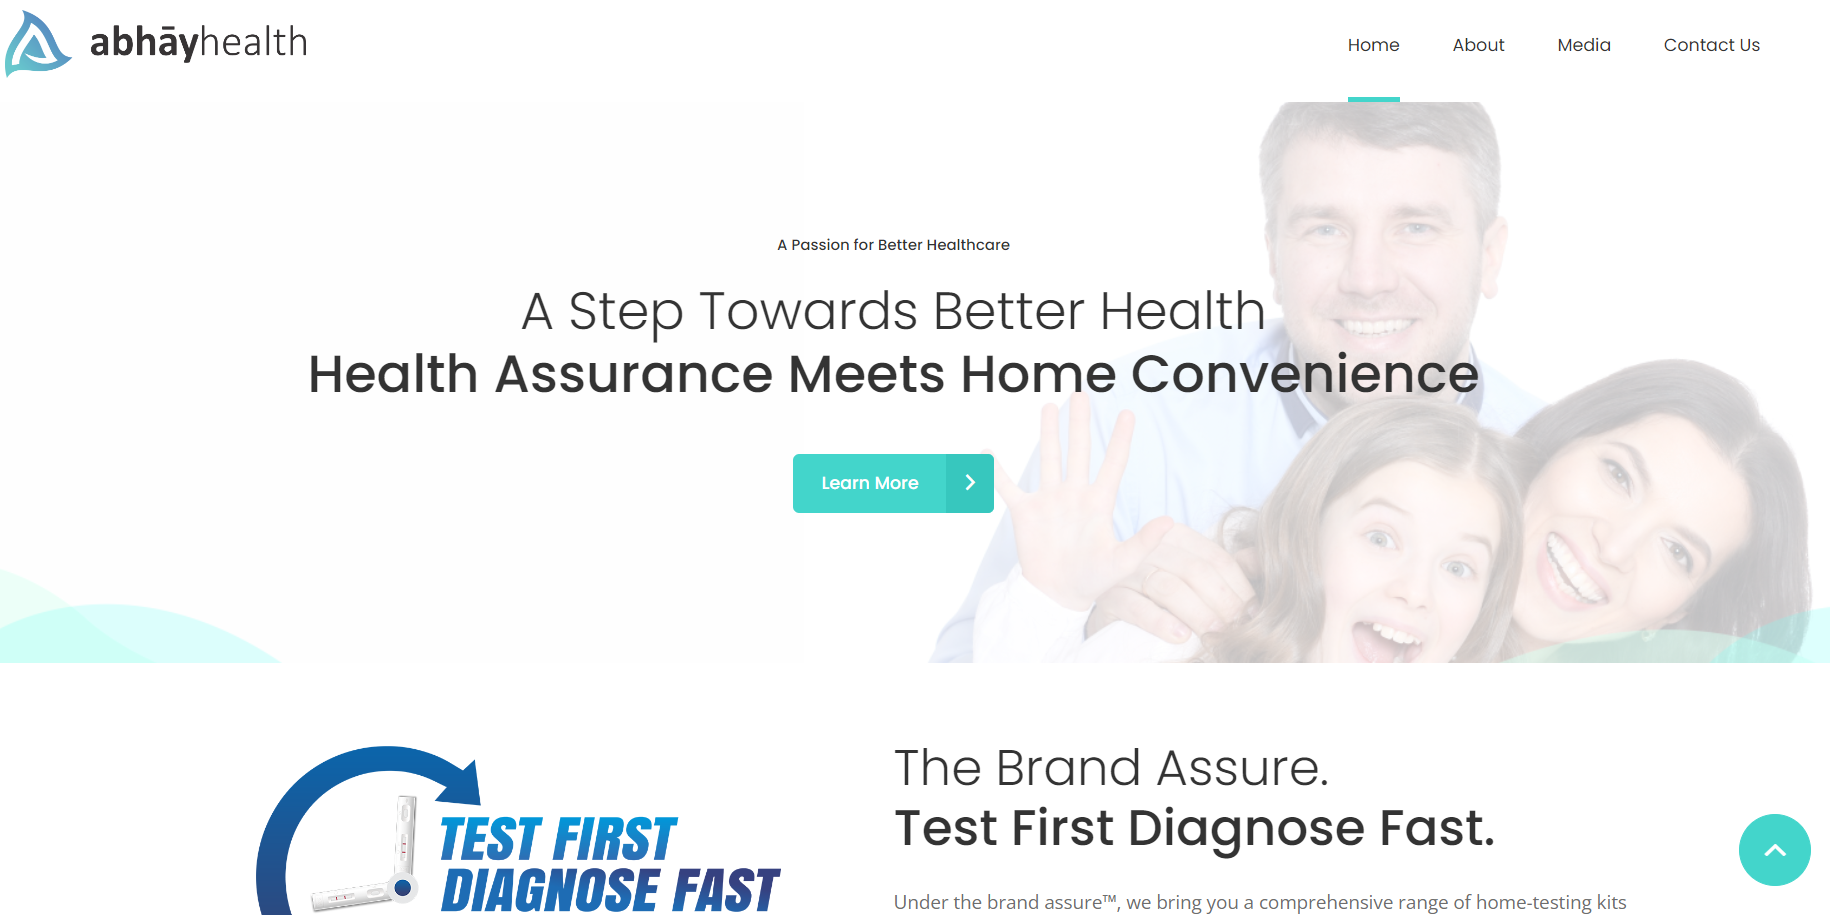 abhāyhealth
Home About Media Contact Us
A Passion for Better Healthcare
A Step Towards Better Health
Health Assurance Meets Home Convenience
Learn More
TEST FIRST
DIAGNOSE FAST
The Brand Assure.
Test First Diagnose Fast.
Under the brand assure™, we bring you a comprehensive range of home-testing kits